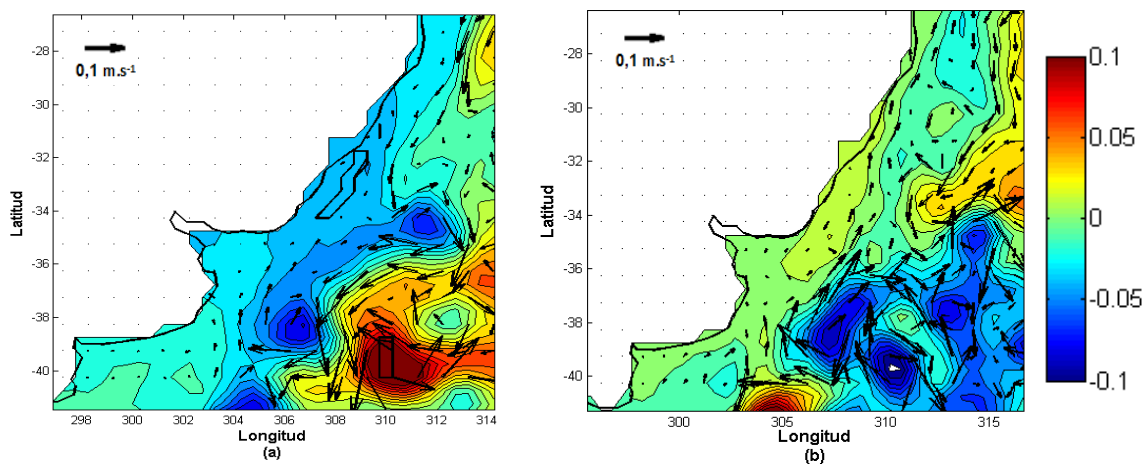 0,1 m.s⁻¹
Latitud
-28
-30
-32
-34
-36
-38
-40
298 300 302 304 306 308 310 312 314
Longitud
(a)
0,1 m.s⁻¹
Latitud
-28
-30
-32
-34
-36
-38
-40
300 305 310 315
Longitud
(b)
0.1
0.05
0
-0.05
-0.1